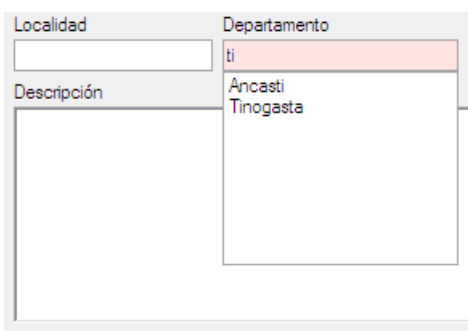 Localidad
Departamento
ti
Descripción
Ancasti
Tinogasta